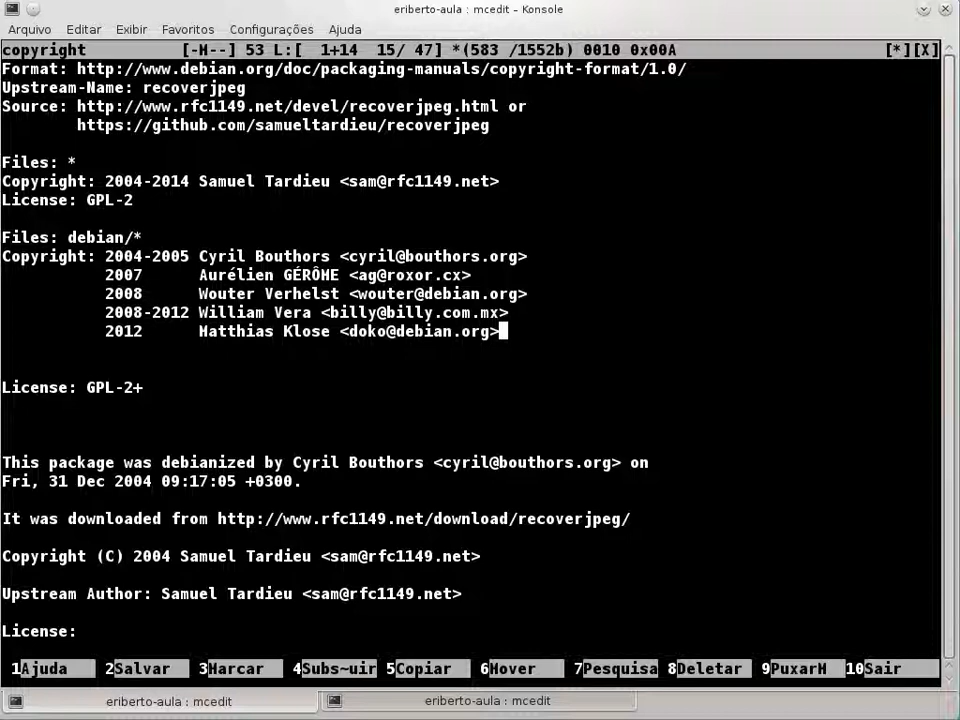 eriberto-aula : mcedit – Konsole
Arquivo Editar Exibir Favoritos Configurações Ajuda
copyright [-M--] 53 L:[ 1+14 15/ 47] *(583 /1552b) 0010 0x00A [*][X]
Format: http://www.debian.org/doc/packaging-manuals/copyright-format/1.0/
Upstream-Name: recoverjpeg
Source: http://www.rfc1149.net/devel/recoverjpeg.html or
https://github.com/samueltardieu/recoverjpeg
Files: *
Copyright: 2004-2014 Samuel Tardieu <sam@rfc1149.net>
License: GPL-2
Files: debian/*
Copyright: 2004-2005 Cyril Bouthors <cyril@bouthors.org>
2007 Aurélien GÉRÔME <ag@roxor.cx>
2008 Wouter Verhelst <wouter@debian.org>
2008-2012 William Vera <billy@billy.com.mx>
2012 Matthias Klose <doko@debian.org>
License: GPL-2+
This package was debianized by Cyril Bouthors <cyril@bouthors.org> on
Fri, 31 Dec 2004 09:17:05 +0300.
It was downloaded from http://www.rfc1149.net/download/recoverjpeg/
Copyright (C) 2004 Samuel Tardieu <sam@rfc1149.net>
Upstream Author: Samuel Tardieu <sam@rfc1149.net>
License:
1Ajuda 2Salvar 3Marcar 4Subs~uir 5Copiar 6Mover 7Pesquisa 8Deletar 9PuxarM 10Sair
eriberto-aula : mcedit eriberto-aula : mcedit